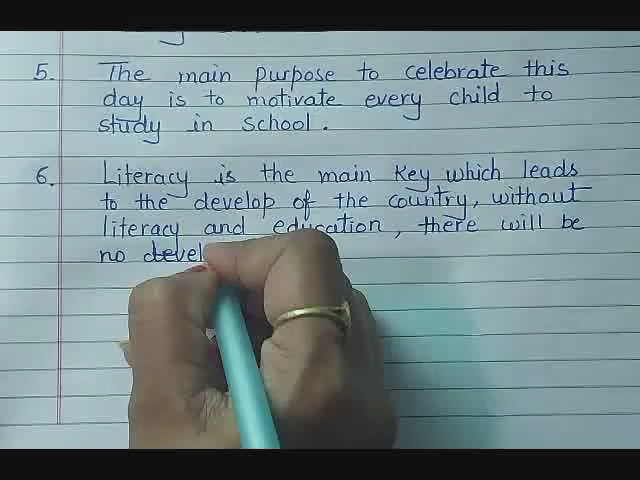 5. The main purpose to celebrate this
day is to motivate every child to
study in school.
6. Literacy is the main key which leads
to the develop of the country, without
literacy and education, there will be
no devel